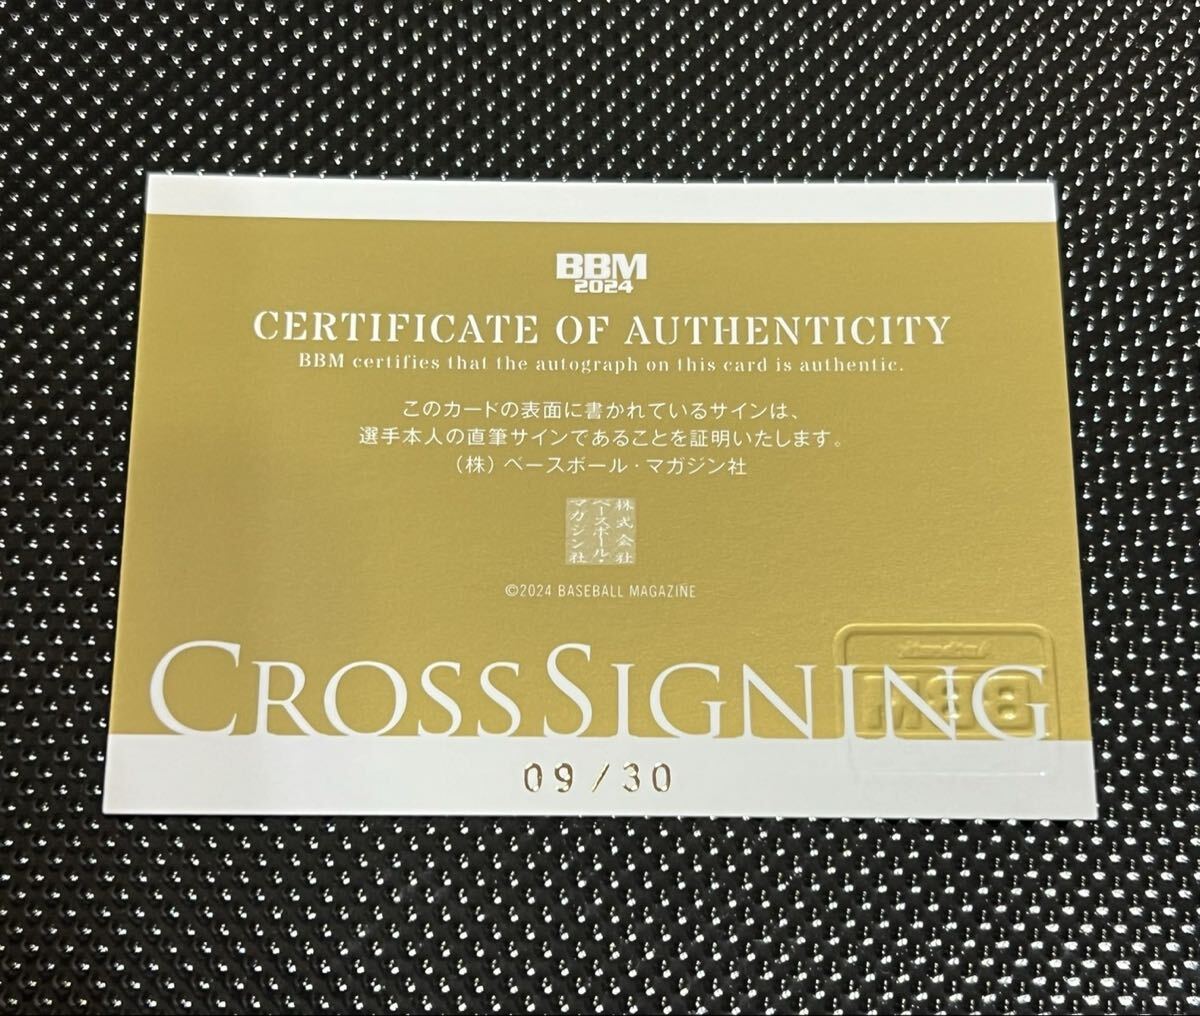 BBM
2024
CERTIFICATE OF AUTHENTICITY
BBM certifies that the autograph on this card is authentic.
このカードの表面に書かれているサインは、
選手本人の直筆サインであることを証明いたします。
（株）ベースボール・マガジン社
株式会社
ベースボール・
マガジン社
©2024 BASEBALL MAGAZINE
CROSSSIGNING
09/30